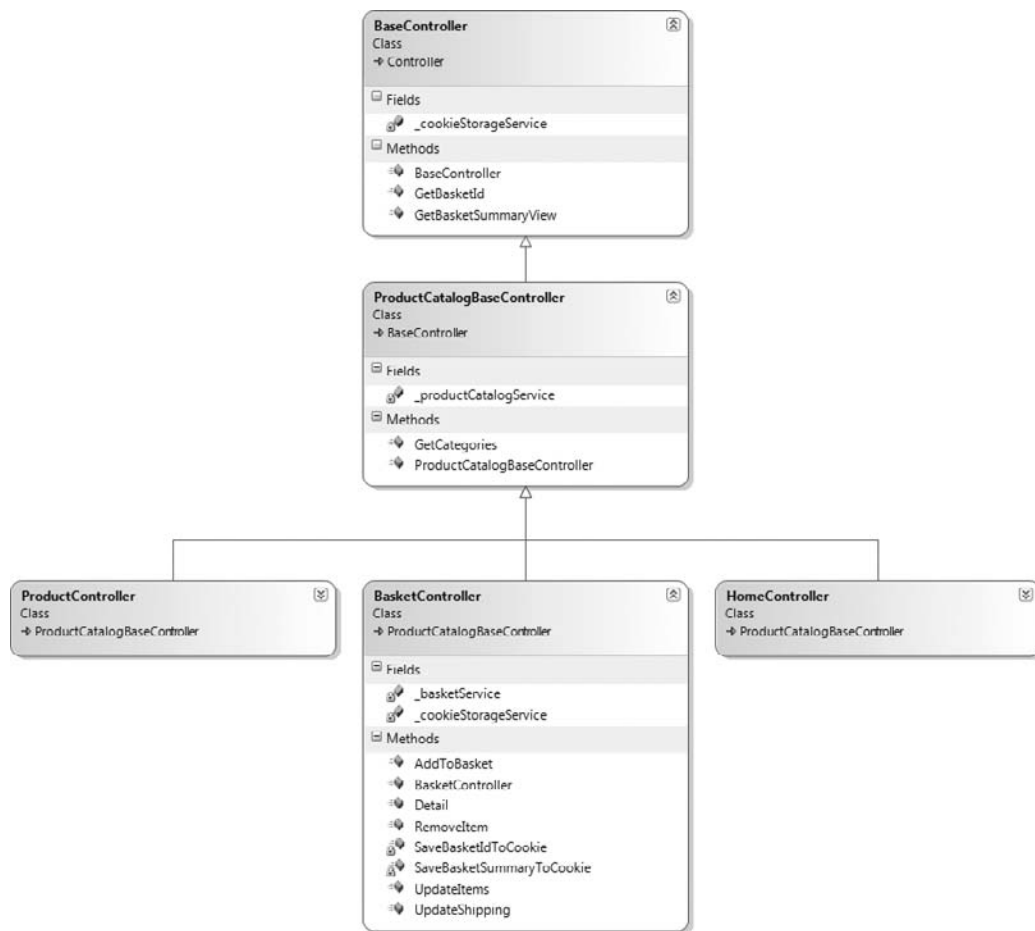 BaseController
Class
Controller
Fields
_cookieStorageService
Methods
BaseController
GetBasketId
GetBasketSummaryView
ProductCatalogBaseController
Class
BaseController
Fields
_productCatalogService
Methods
GetCategories
ProductCatalogBaseController
ProductController
Class
ProductCatalogBaseController
BasketController
Class
ProductCatalogBaseController
Fields
_basketService
_cookieStorageService
Methods
AddToBasket
BasketController
Detail
RemoveItem
SaveBasketIdToCookie
SaveBasketSummaryToCookie
UpdateItems
UpdateShipping
HomeController
Class
ProductCatalogBaseController